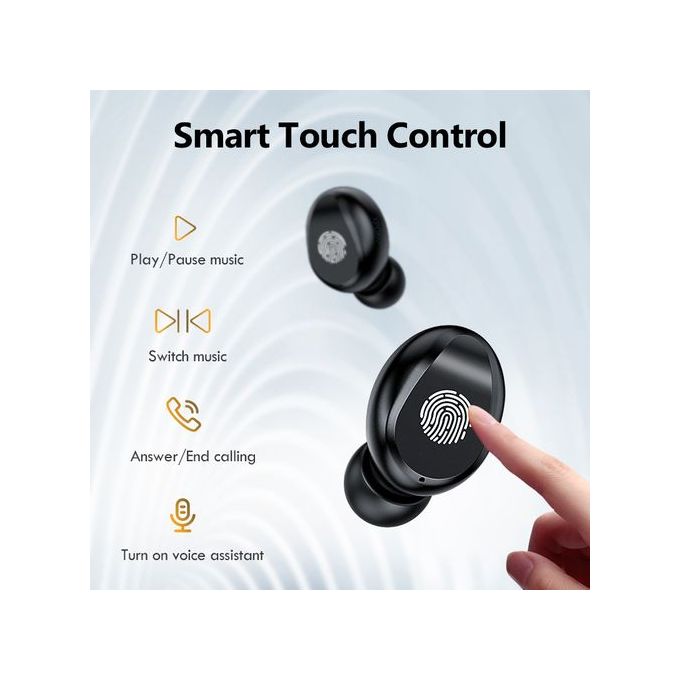 Smart Touch Control
Play/Pause music
Switch music
Answer/End calling
Turn on voice assistant